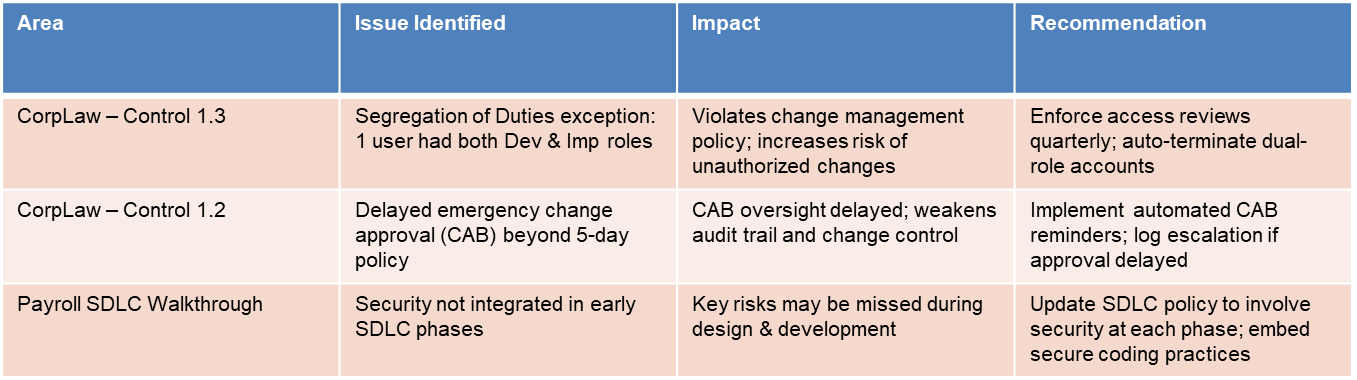 Area
Issue Identified
Impact
Recommendation
CorpLaw – Control 1.3
Segregation of Duties exception:
1 user had both Dev & Imp roles
Violates change management
policy; increases risk of
unauthorized changes
Enforce access reviews
quarterly; auto-terminate dual-
role accounts
CorpLaw – Control 1.2
Delayed emergency change
approval (CAB) beyond 5-day
policy
CAB oversight delayed; weakens
audit trail and change control
Implement automated CAB
reminders; log escalation if
approval delayed
Payroll SDLC Walkthrough
Security not integrated in early
SDLC phases
Key risks may be missed during
design & development
Update SDLC policy to involve
security at each phase; embed
secure coding practices